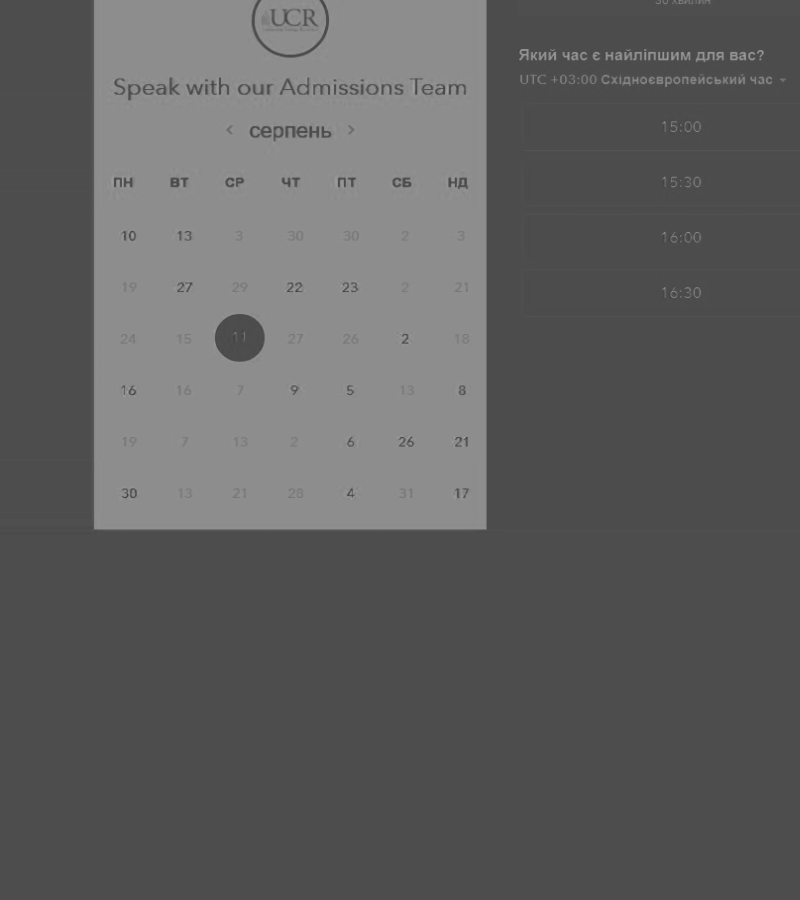 UCR
Speak with our Admissions Team
‹ серпень ›
ПН ВТ СР ЧТ ПТ СБ НД
10 13 3 30 30 2 3
19 27 29 22 23 2 21
24 15 11 27 26 2 18
16 16 7 9 5 13 8
19 7 13 2 6 26 21
30 13 21 28 4 31 17
30 хвилин
Який час є найліпшим для вас?
UTC +03:00 Східноєвропейський час
15:00
15:30
16:00
16:30